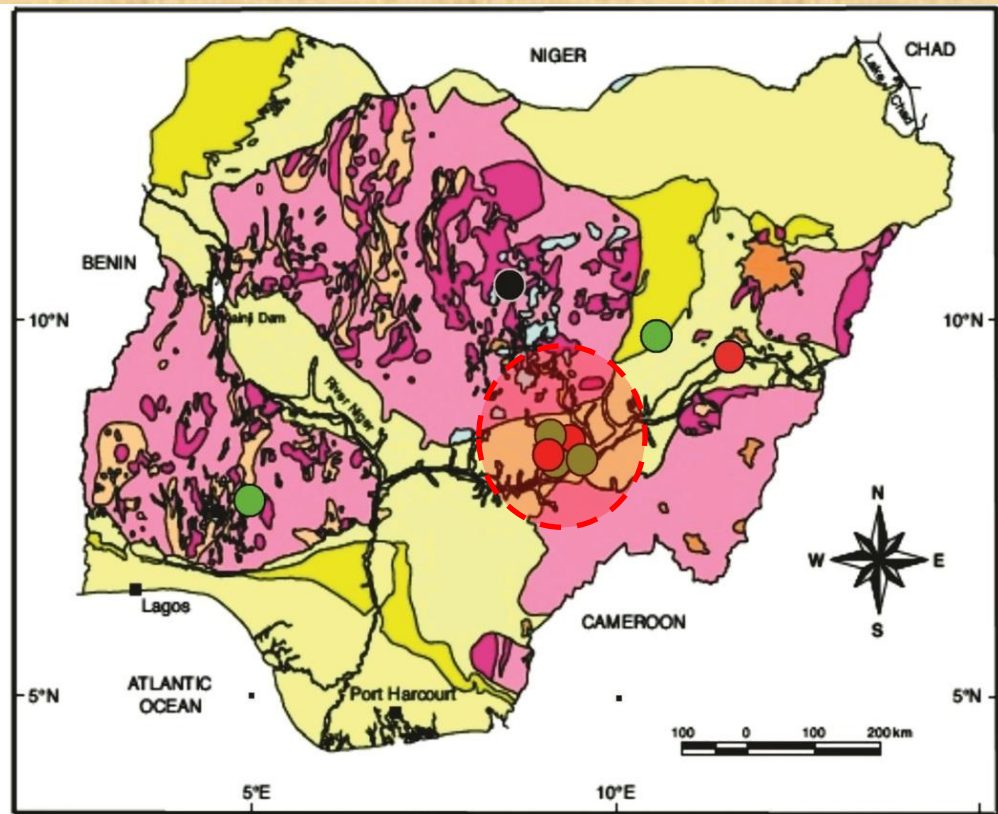 NIGER
CHAD
Lake
Chad
BENIN
10°N
10°N
ainji Dam
River Niger
N
W
E
S
Lagos
CAMEROON
ATLANTIC
OCEAN
Port Harcourt
5°N
5°N
100 0 100 200 km
5°E
10°E